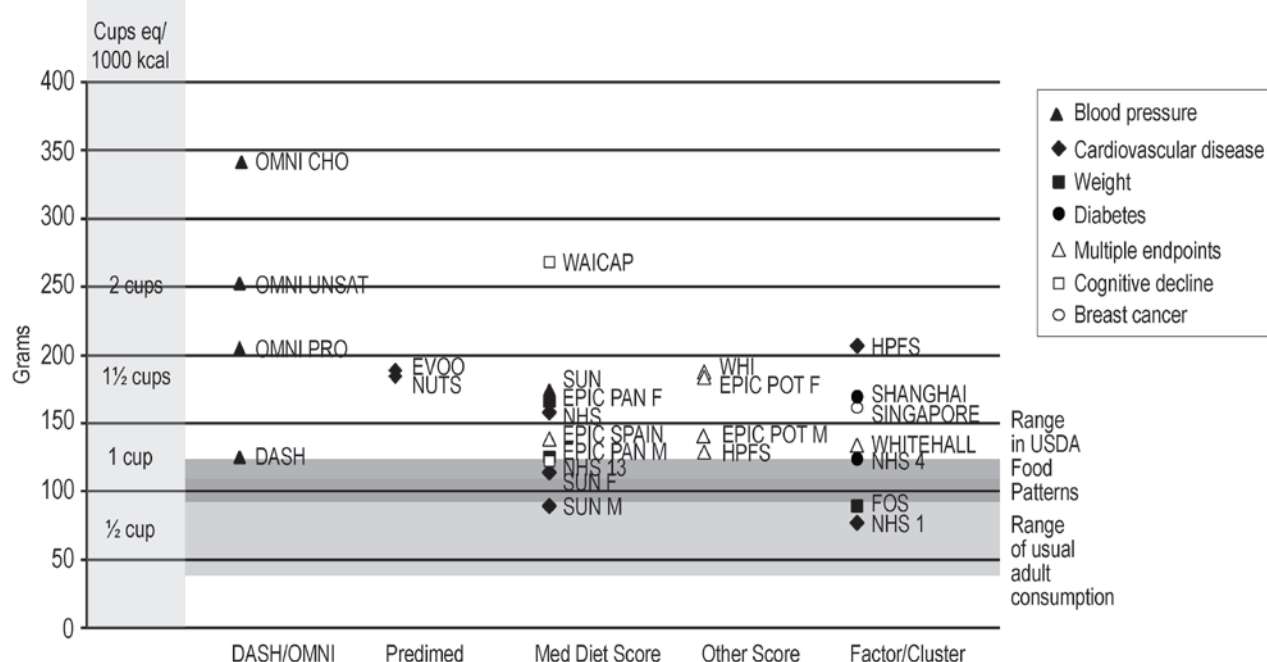 Cups eq/
1000 kcal
400
350
OMNI CHO
300
WAICAP
2 cups
250
OMNI UNSAT
Grams
OMNI PRO
HPFS
200
1½ cups
EVOO
NUTS
SUN
EPIC PAN F
NHS
WHI
EPIC POT F
SHANGHAI
SINGAPORE
150
EPIC SPAIN
EPIC PAN M
NHS 13
SUN F
SUN M
EPIC POT M
HPFS
WHITEHALL
NHS 4
1 cup
DASH
100
FOS
NHS 1
½ cup
50
0
DASH/OMNI
Predimed
Med Diet Score
Other Score
Factor/Cluster
Blood pressure
Cardiovascular disease
Weight
Diabetes
Multiple endpoints
Cognitive decline
Breast cancer
Range
in USDA
Food
Patterns
Range
of usual
adult
consumption